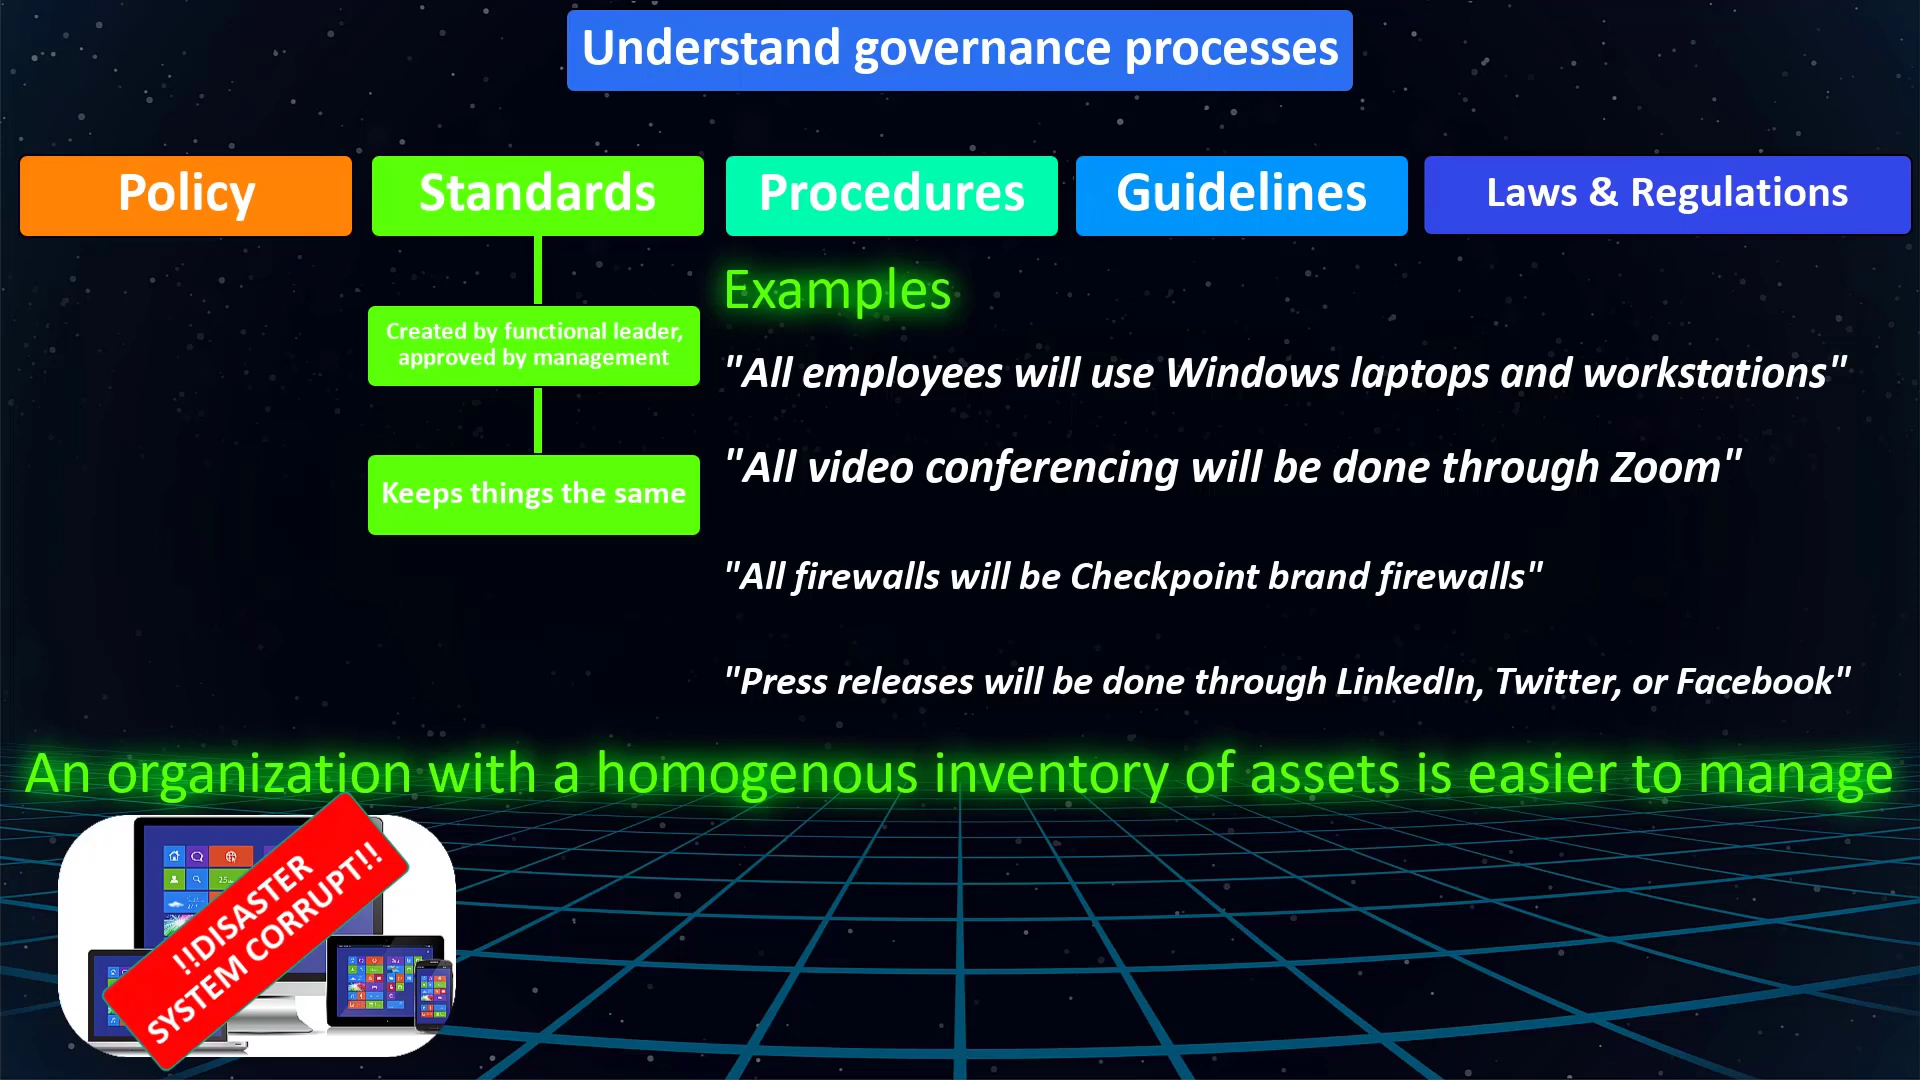 Understand governance processes
Policy
Standards
Procedures
Guidelines
Laws & Regulations
Created by functional leader,
approved by management
Keeps things the same
Examples
"All employees will use Windows laptops and workstations"
"All video conferencing will be done through Zoom"
"All firewalls will be Checkpoint brand firewalls"
"Press releases will be done through LinkedIn, Twitter, or Facebook"
An organization with a homogenous inventory of assets is easier to manage
!!DISASTER
SYSTEM CORRUPT!!